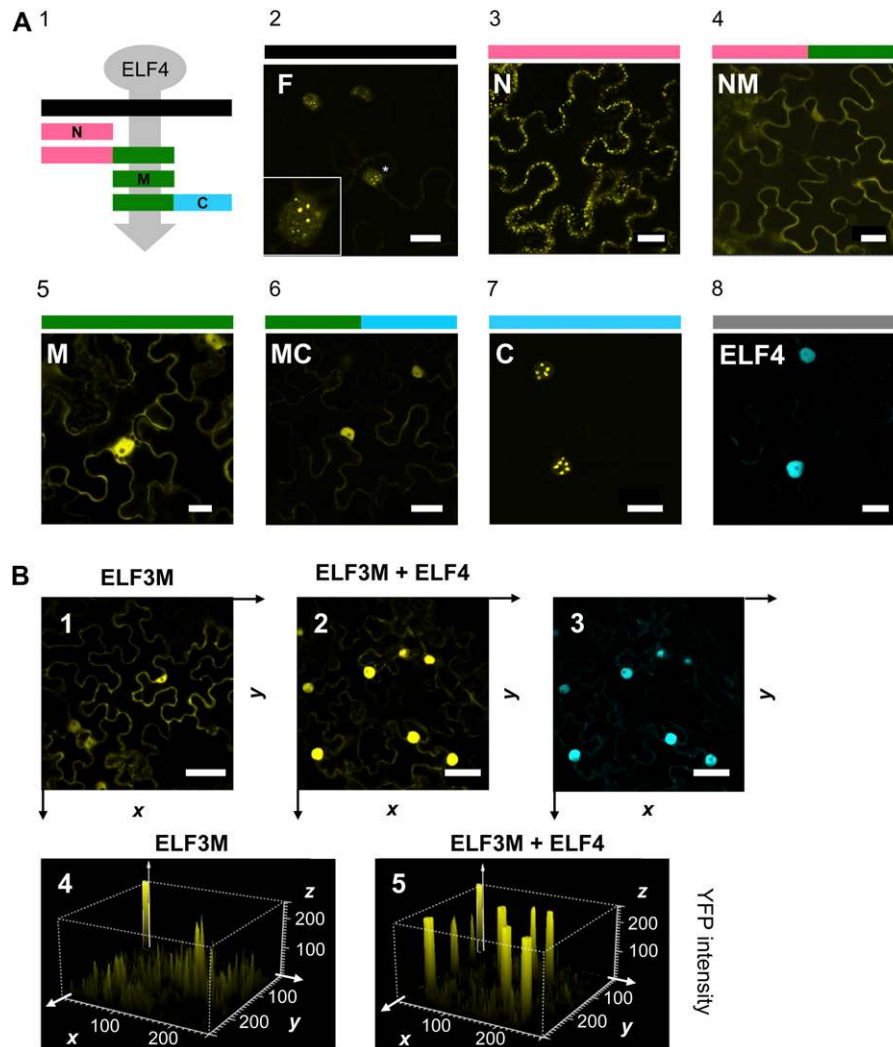 A
1
2
3
4
ELF4
N
M
C
F
*
N
NM
5
6
7
8
M
MC
C
ELF4
B
ELF3M
ELF3M + ELF4
1
2
3
y
y
y
x
x
x
ELF3M
ELF3M + ELF4
4
5
z
200
100
100
200
x
y
100
200
z
200
100
100
200
x
y
100
200
YFP intensity